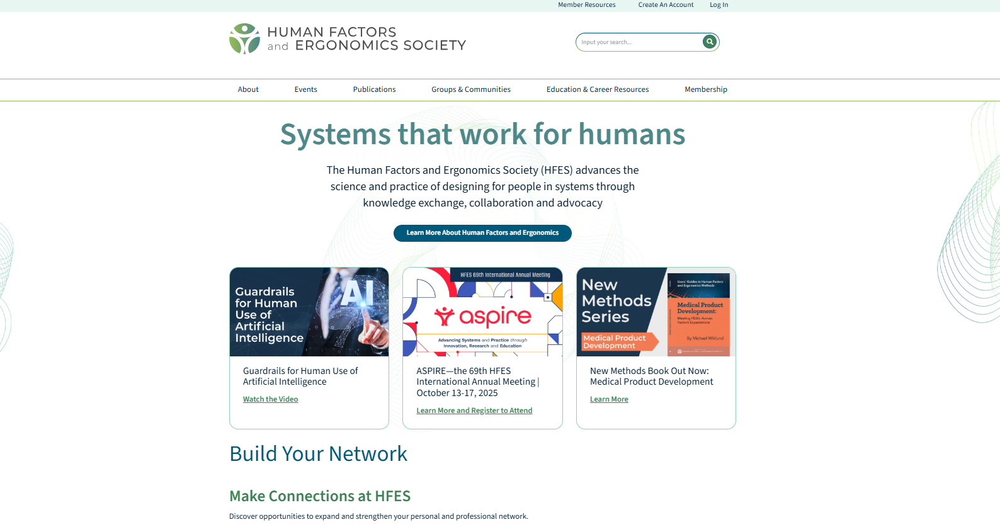 Member Resources
Create An Account
Log In
HUMAN FACTORS
and ERGONOMICS SOCIETY
Input your search...
About
Events
Publications
Groups & Communities
Education & Career Resources
Membership
Systems that work for humans
The Human Factors and Ergonomics Society (HFES) advances the
science and practice of designing for people in systems through
knowledge exchange, collaboration and advocacy
Learn More About Human Factors and Ergonomics
Guardrails
for Human
Use of
Artificial
Intelligence
AI
Guardrails for Human Use of
Artificial Intelligence
Watch the Video
HFES 69th International Annual Meeting
aspire
Advancing Systems and Practice through
Innovation, Research and Education
ASPIRE—the 69th HFES
International Annual Meeting |
October 13-17, 2025
Learn More and Register to Attend
New
Methods
Series
Medical Product
Development
Users' Guides to Human Factors
and Ergonomics Methods
Medical Product
Development:
Meeting FDA's Human
Factors Expectations
By Michael Wiklund
New Methods Book Out Now:
Medical Product Development
Learn More
Build Your Network
Make Connections at HFES
Discover opportunities to expand and strengthen your personal and professional network.